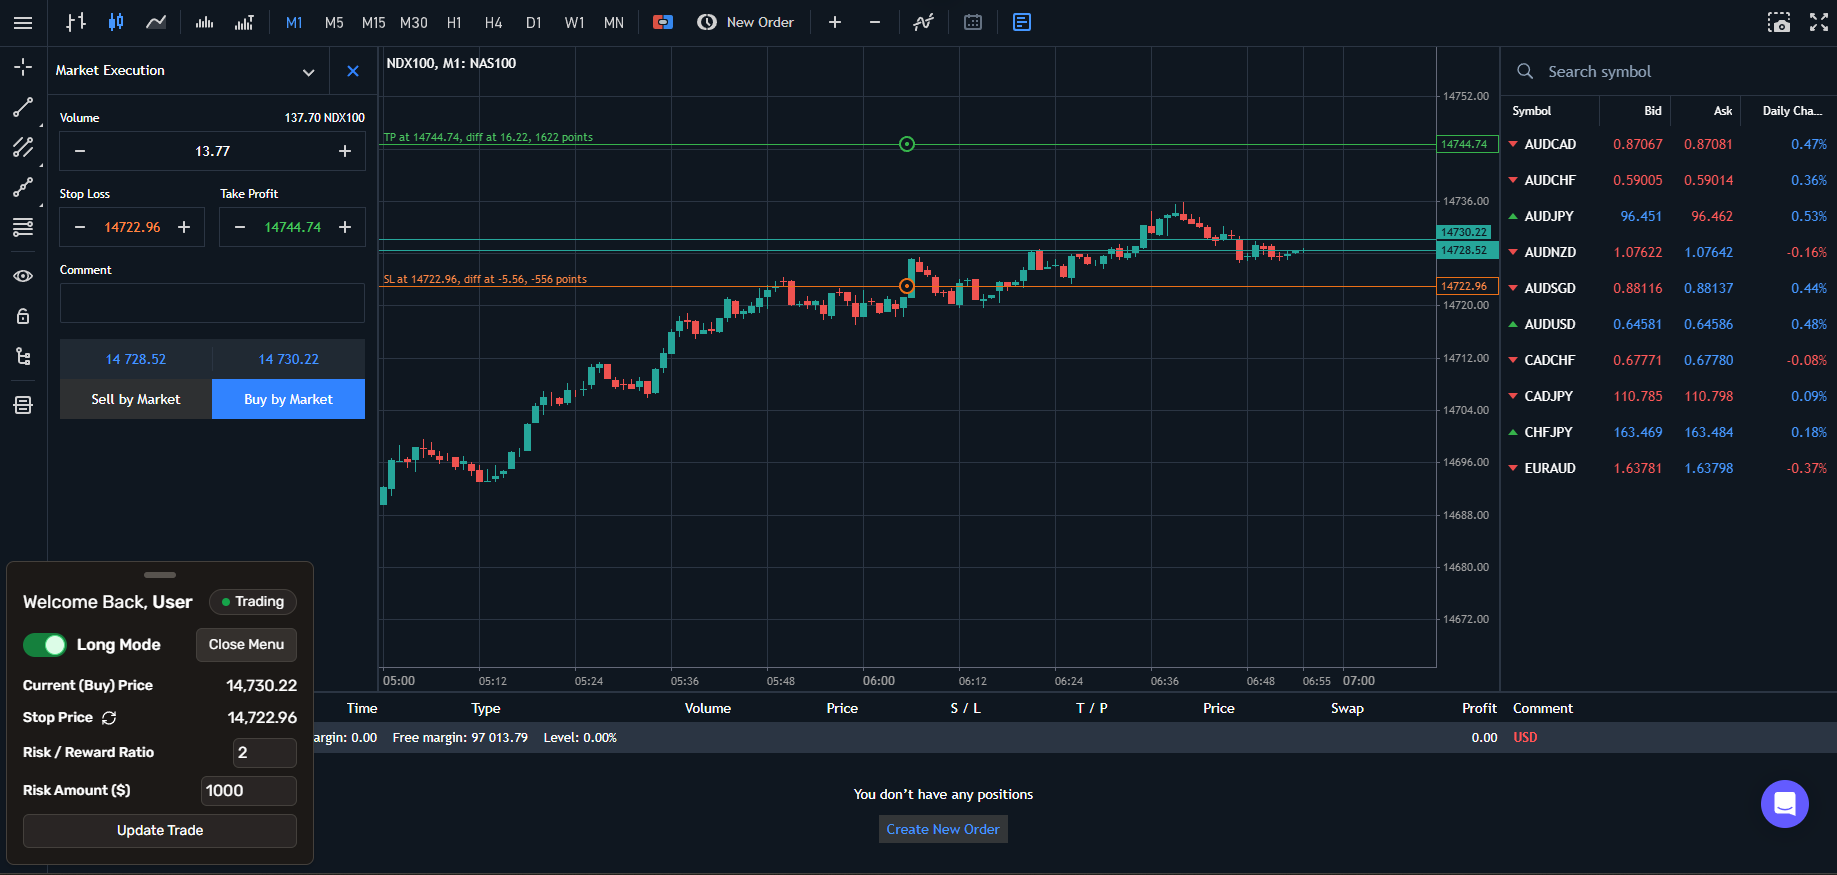 M1 M5 M15 M30 H1 H4 D1 W1 MN New Order
Market Execution
Volume 137.70 NDX100
13.77
Stop Loss Take Profit
14722.96 14744.74
Comment
14 728.52 14 730.22
Sell by Market Buy by Market
NDX100, M1: NAS100
TP at 14744.74, diff at 16.22, 1622 points
SL at 14722.96, diff at -5.56, -556 points
14752.00
14744.74
14736.00
14730.22
14728.52
14722.96
14720.00
14712.00
14704.00
14696.00
14688.00
14680.00
14672.00
05:00 05:12 05:24 05:36 05:48 06:00 06:12 06:24 06:36 06:48 06:55 07:00
Search symbol
Symbol Bid Ask Daily Cha...
AUDCAD 0.87067 0.87081 0.47%
AUDCHF 0.59005 0.59014 0.36%
AUDJPY 96.451 96.462 0.53%
AUDNZD 1.07622 1.07642 -0.16%
AUDSGD 0.88116 0.88137 0.44%
AUDUSD 0.64581 0.64586 0.48%
CADCHF 0.67771 0.67780 -0.08%
CADJPY 110.785 110.798 0.09%
CHFJPY 163.469 163.484 0.18%
EURAUD 1.63781 1.63798 -0.37%
Welcome Back, User Trading
Long Mode Close Menu
Current (Buy) Price 14,730.22
Stop Price 14,722.96
Risk / Reward Ratio 2
Risk Amount ($) 1000
Update Trade
Time Type Volume Price S / L T / P Price Swap Profit Comment
argin: 0.00 Free margin: 97 013.79 Level: 0.00% 0.00 USD
You don't have any positions
Create New Order